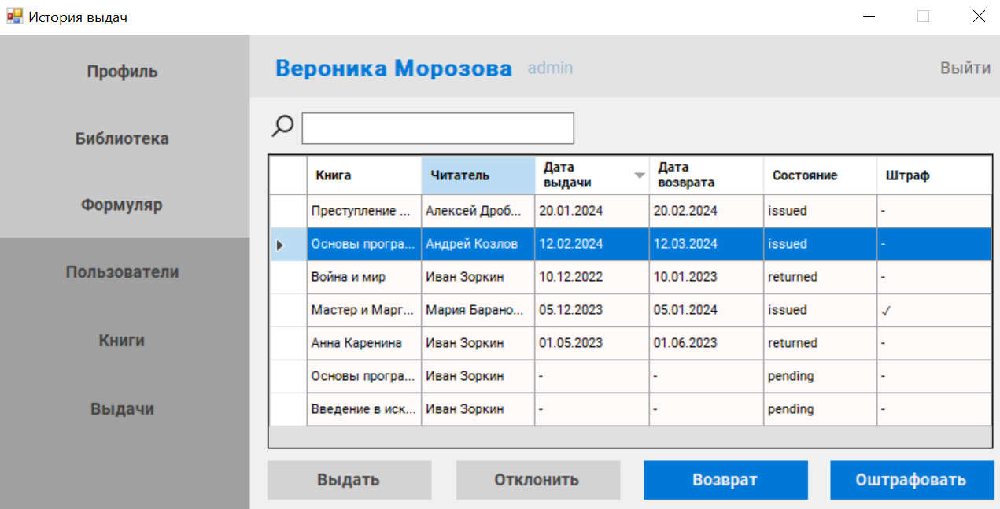 История выдач
Профиль
Библиотека
Формуляр
Пользователи
Книги
Выдачи
Вероника Морозова admin Выйти
Книга Читатель Дата выдачи Дата возврата Состояние Штраф
Преступление ... Алексей Дроб... 20.01.2024 20.02.2024 issued -
Основы програ... Андрей Козлов 12.02.2024 12.03.2024 issued -
Война и мир Иван Зоркин 10.12.2022 10.01.2023 returned -
Мастер и Марг... Мария Барано... 05.12.2023 05.01.2024 issued ✓
Анна Каренина Иван Зоркин 01.05.2023 01.06.2023 returned -
Основы програ... Иван Зоркин - - pending -
Введение в иск... Иван Зоркин - - pending -
Выдать Отклонить Возврат Оштрафовать